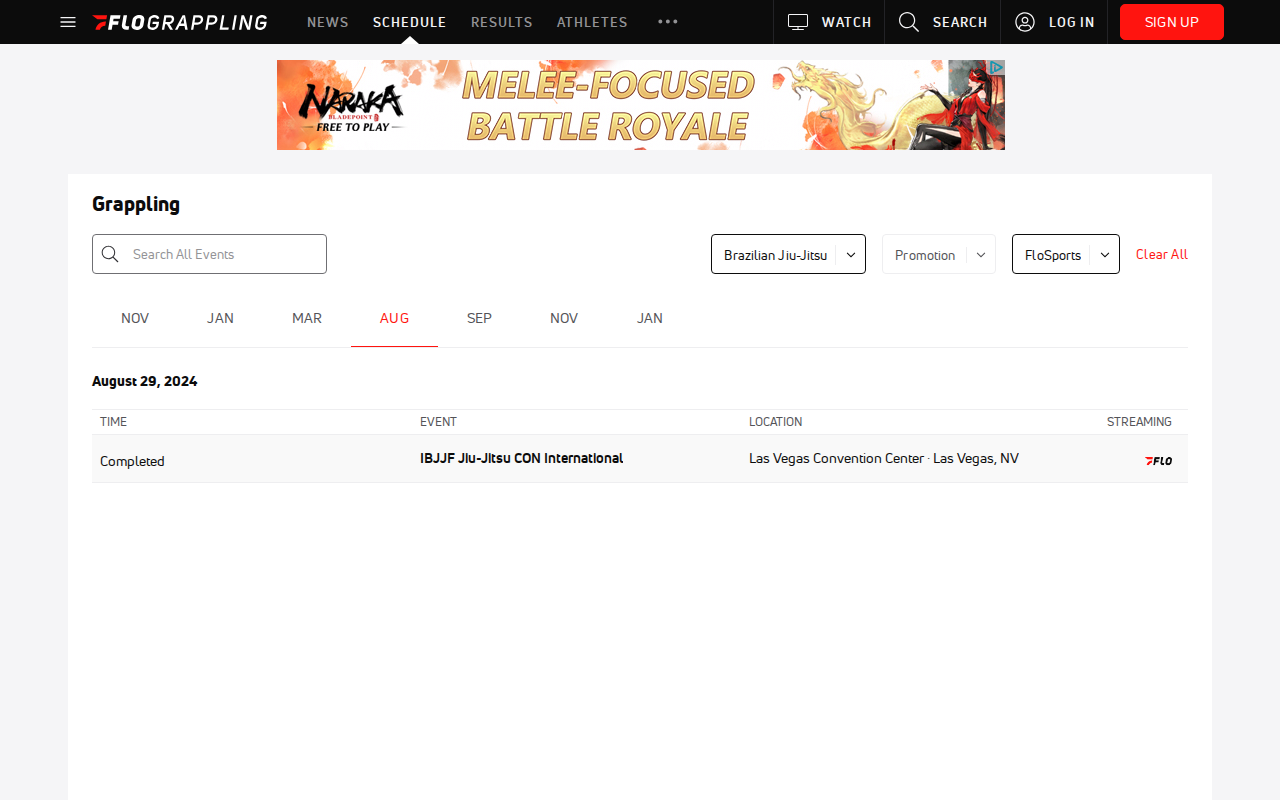 FLOGRAPPLING
NEWS SCHEDULE RESULTS ATHLETES
WATCH SEARCH LOG IN SIGN UP
NARAKA
BLADEPOINT
FREE TO PLAY
MELEE-FOCUSED
BATTLE ROYALE
Grappling
Search All Events
Brazilian Jiu-Jitsu Promotion FloSports Clear All
NOV JAN MAR AUG SEP NOV JAN
August 29, 2024
TIME EVENT LOCATION STREAMING
Completed IBJJF Jiu-Jitsu CON International Las Vegas Convention Center · Las Vegas, NV FLO